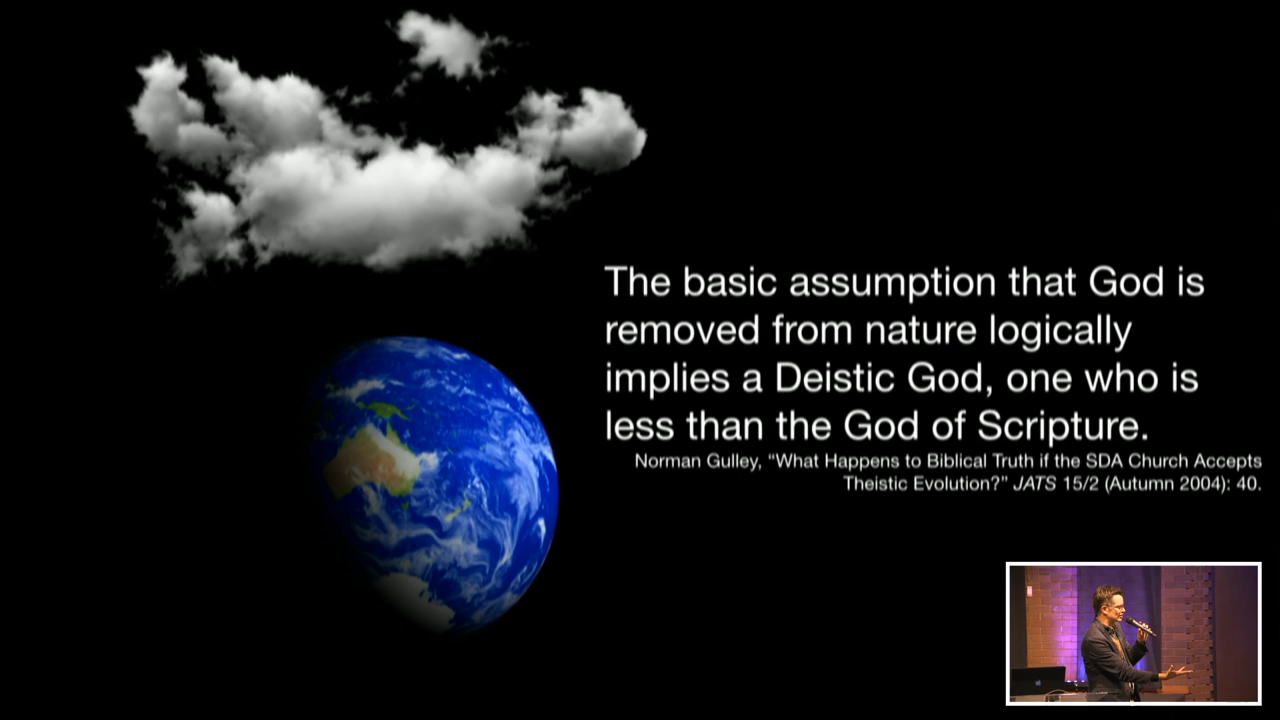 The basic assumption that God is
removed from nature logically
implies a Deistic God, one who is
less than the God of Scripture.
Norman Gulley, “What Happens to Biblical Truth if the SDA Church Accepts
Theistic Evolution?” JATS 15/2 (Autumn 2004): 40.